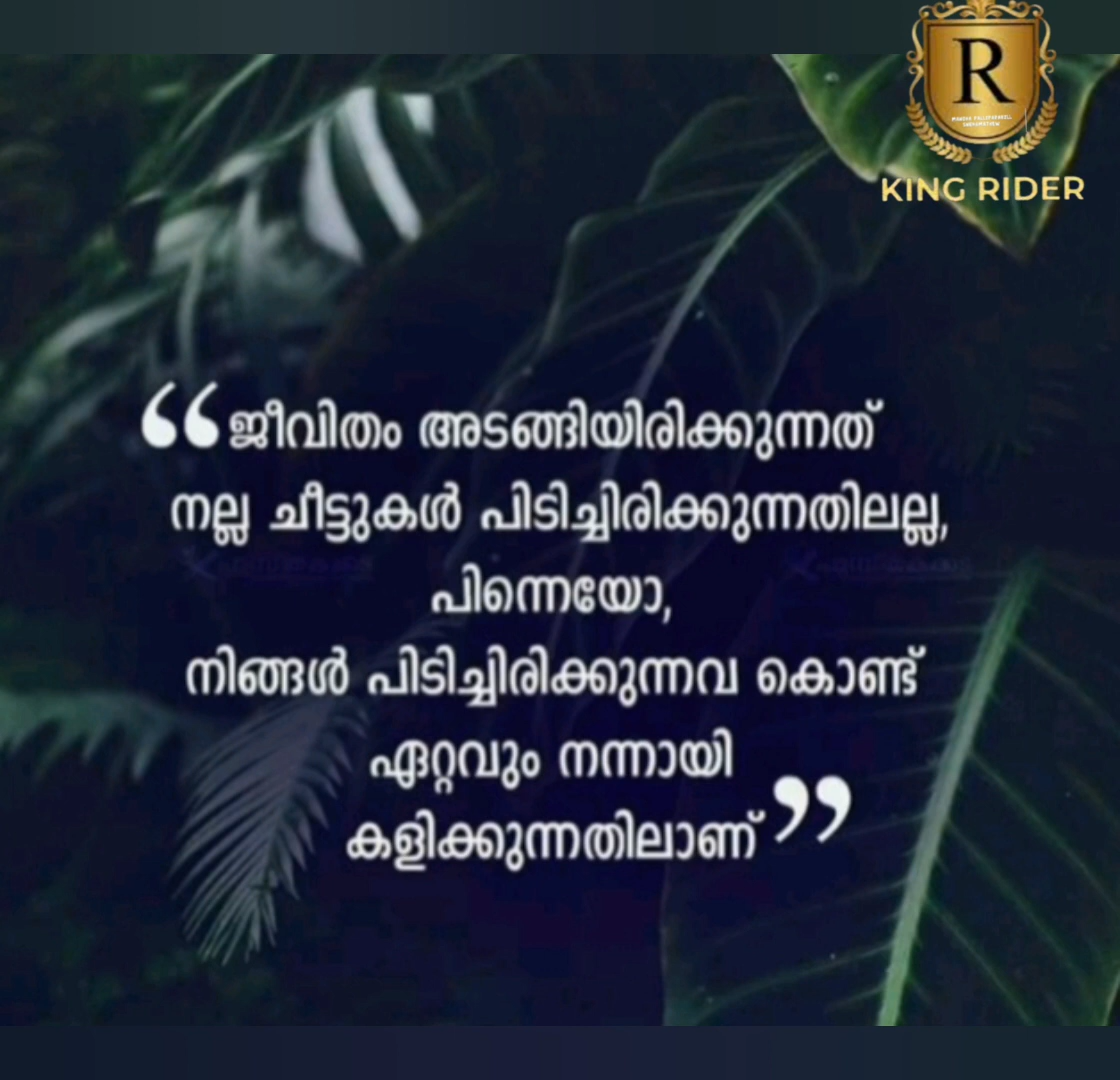 R
KING RIDER
“ജീവിതം അടങ്ങിയിരിക്കുന്നത്
നല്ല ചീട്ടുകൾ പിടിച്ചിരിക്കുന്നതിലല്ല,
പിന്നെയോ,
നിങ്ങൾ പിടിച്ചിരിക്കുന്നവ കൊണ്ട്
ഏറ്റവും നന്നായി
കളിക്കുന്നതിലാണ്”